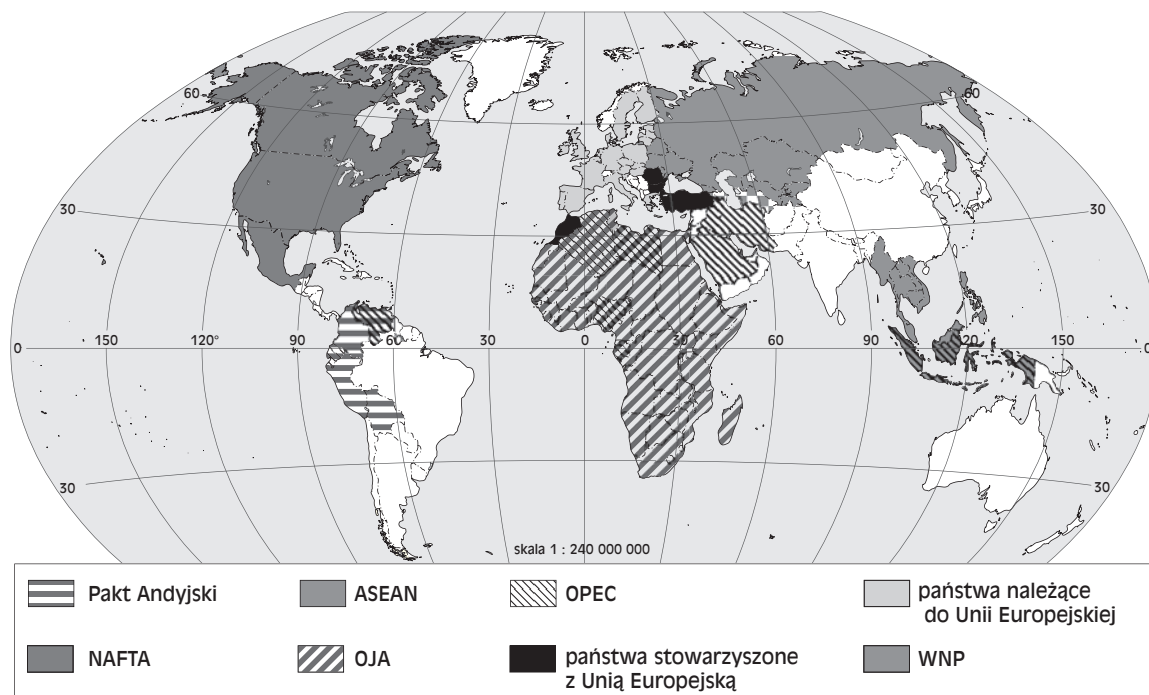 60
60
30
30
0
150
120°
90
60
30
0
30
60
90
120
150
0
30
30
skala 1 : 240 000 000
Pakt Andyjski
ASEAN
OPEC
państwa należące
do Unii Europejskiej
NAFTA
OJA
państwa stowarzyszone
z Unią Europejską
WNP